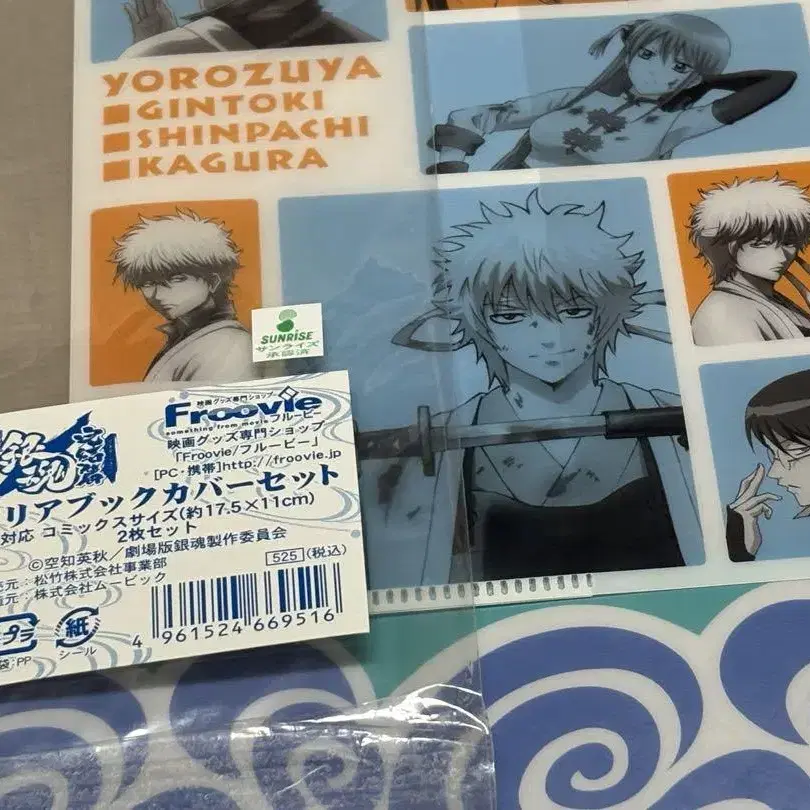 YOROZUYA
■GINTOKI
■SHINPACHI
■KAGURA
SUNRISE
サンライズ
承認済
映画グッズ専門ショップ
Froovie
something from movie フルービー
映画グッズ専門ショップ
「Froovie/フルービー」
[PC・携帯]http://froovie.jp
銀魂
リアブックカバーセット
対応 コミックスサイズ(約17.5×11cm)
2枚セット
©空知英秋／劇場版銀魂製作委員会
525 (税込)
売元：松竹株式会社事業部
元：株式会社ムービック
4 961524 669516
プラ
紙
袋:PP
シール